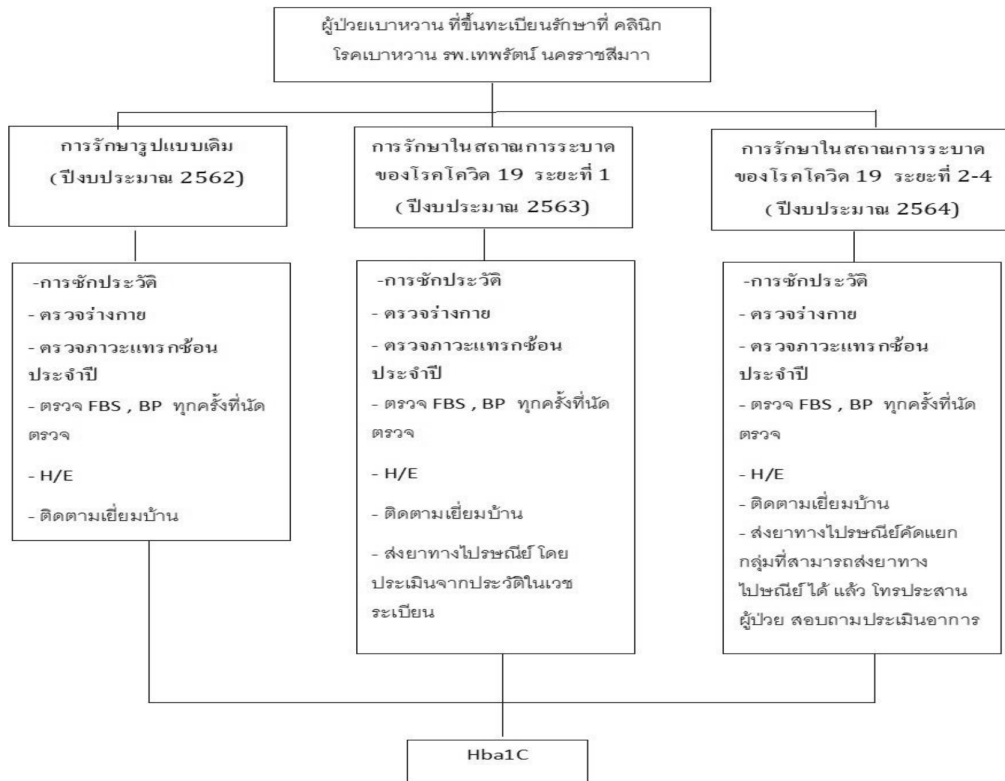 ผู้ป่วยเบาหวาน ที่ขึ้นทะเบียนรักษาที่ คลินิก
โรคเบาหวาน รพ.เทพรัตน์ นครราชสีมาา
การรักษารูปแบบเดิม
( ปีงบประมาณ 2562)
การรักษาในสถาณการระบาด
ของโรคโควิด 19 ระยะที่ 1
( ปีงบประมาณ 2563)
การรักษาในสถาณการระบาด
ของโรคโควิด 19 ระยะที่ 2-4
( ปีงบประมาณ 2564)
-การซักประวัติ
- ตรวจร่างกาย
- ตรวจภาวะแทรกซ้อน
ประจำปี
- ตรวจ FBS , BP ทุกครั้งที่นัด
ตรวจ
- H/E
- ติดตามเยี่ยมบ้าน
-การซักประวัติ
- ตรวจร่างกาย
- ตรวจภาวะแทรกซ้อน
ประจำปี
- ตรวจ FBS , BP ทุกครั้งที่นัด
ตรวจ
- H/E
- ติดตามเยี่ยมบ้าน
- ส่งยาทางไปรษณีย์ โดย
ประเมินจากประวัติในเวช
ระเบียน
-การซักประวัติ
- ตรวจร่างกาย
- ตรวจภาวะแทรกซ้อน
ประจำปี
- ตรวจ FBS , BP ทุกครั้งที่นัด
ตรวจ
- H/E
- ติดตามเยี่ยมบ้าน
- ส่งยาทางไปรษณีย์คัดแยก
กลุ่มที่สามารถส่งยาทาง
ไปษณีย์ ได้ แล้ว โทรประสาน
ผู้ป่วย สอบถามประเมินอาการ
Hba1C